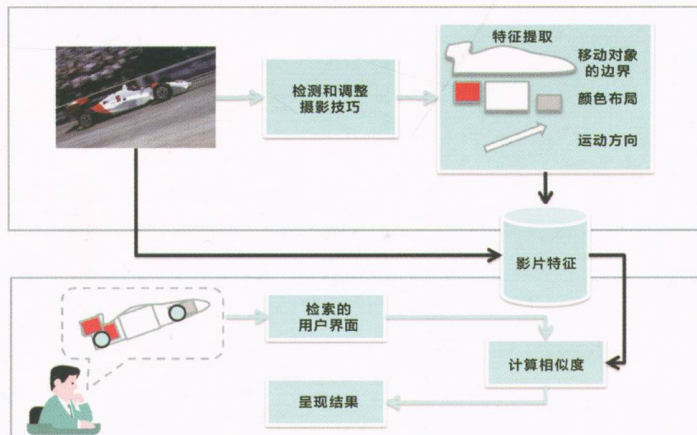 特征提取
移动对象
的边界
检测和调整
摄影技巧
颜色布局
运动方向
影片特征
检索的
用户界面
计算相似度
呈现结果